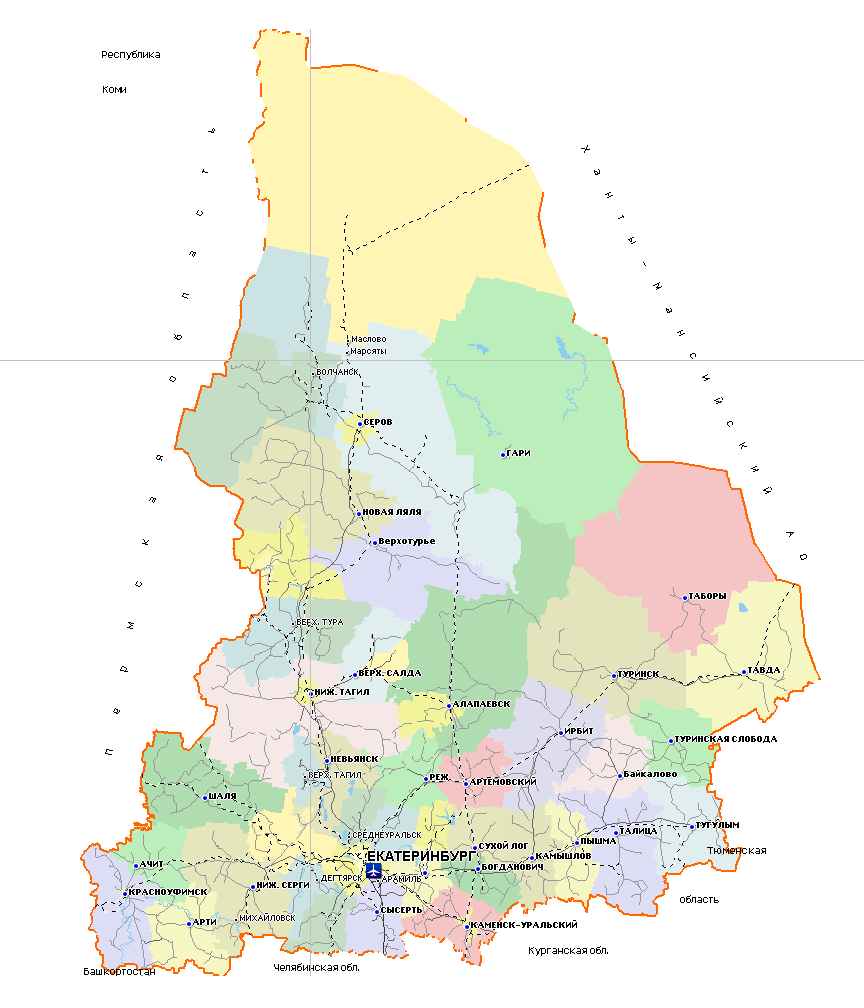 Республика
Коми
Пермская область
Ханты-Мансийский АО
Маслово
Марсяты
ВОЛЧАНСК
СЕРОВ
ГАРИ
НОВАЯ ЛЯЛЯ
Верхотурье
ТАБОРЫ
ВЕРХ. ТУРА
ВЕРХ. САЛДА
ТУРИНСК
ТАВДА
НИЖ. ТАГИЛ
АЛАПАЕВСК
ИРБИТ
ТУРИНСКАЯ СЛОБОДА
НЕВЬЯНСК
ВЕРХ. ТАГИЛ
РЕЖ
АРТЕМОВСКИЙ
Байкалово
ШАЛЯ
ТУГУЛЫМ
СРЕДНЕУРАЛЬСК
ТАЛИЦА
СУХОЙ ЛОГ
ПЫШМА
Тюменская
ЕКАТЕРИНБУРГ
КАМЫШЛОВ
АЧИТ
БОГДАНОВИЧ
ДЕГТЯРСК
АРАМИЛЬ
НИЖ. СЕРГИ
КРАСНОУФИМСК
область
СЫСЕРТЬ
МИХАЙЛОВСК
АРТИ
КАМЕНСК-УРАЛЬСКИЙ
Курганская обл.
Башкортостан
Челябинская обл.